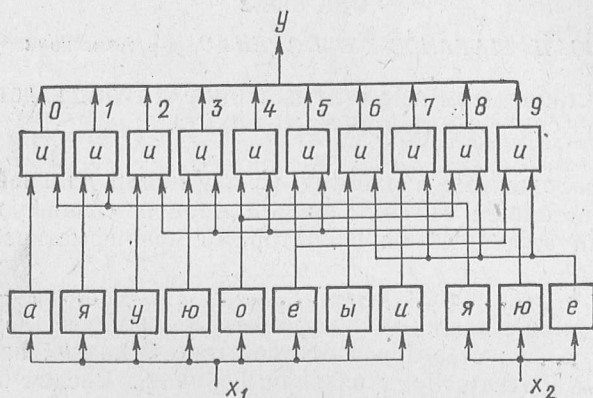 y
0 1 2 3 4 5 6 7 8 9
и и и и и и и и и и
а я у ю о е ы и я ю е
x₁ x₂